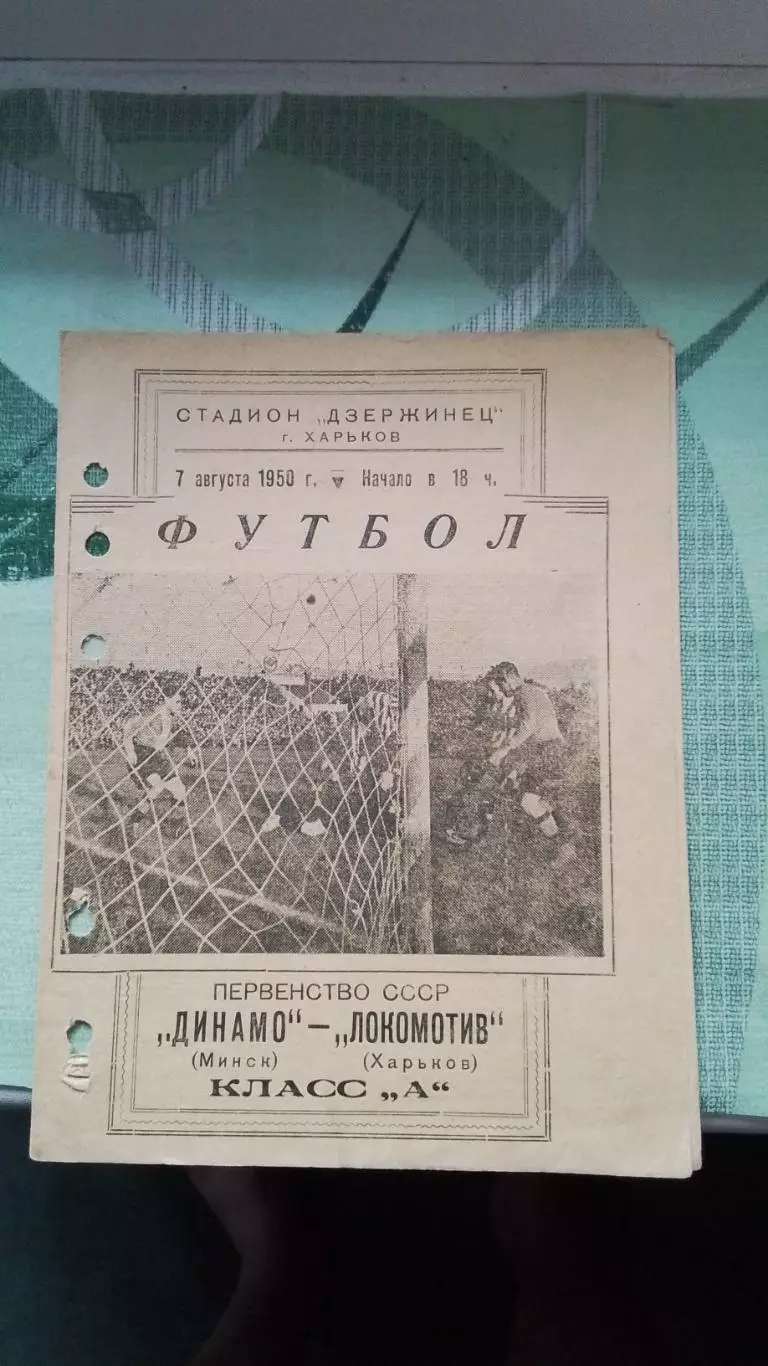 СТАДИОН „ДЗЕРЖИНЕЦ“
г. ХАРЬКОВ
7 августа 1950 г. Начало в 18 ч.
ФУТБОЛ
ПЕРВЕНСТВО СССР
„ДИНАМО“ — „ЛОКОМОТИВ“
(Минск) (Харьков)
КЛАСС „А“